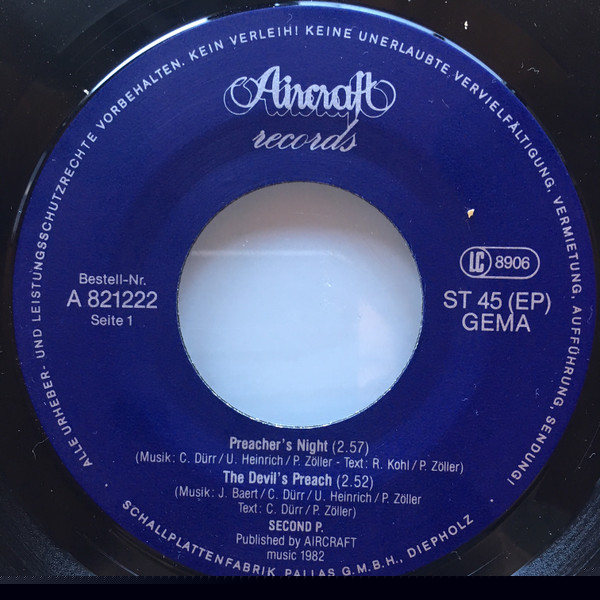 ALLE URHEBER- UND LEISTUNGSSCHUTZRECHTE VORBEHALTEN. KEIN VERLEIH! KEINE UNERLAUBTE VERVIELFÄLTIGUNG, VERMIETUNG, AUFFÜHRUNG, SENDUNG!
Aircraft
records
Bestell-Nr.
A 821222
Seite 1
LC 8906
ST 45 (EP)
GEMA
Preacher's Night (2.57)
(Musik: C. Dürr/U. Heinrich/P. Zöller - Text: R. Kohl/P. Zöller)
The Devil's Preach (2.52)
(Musik: J. Baert/C. Dürr/U. Heinrich/P. Zöller
Text: C. Dürr/P. Zöller)
SECOND P.
Published by AIRCRAFT
music 1982
SCHALLPLATTENFABRIK PALLAS G.M.B.H., DIEPHOLZ